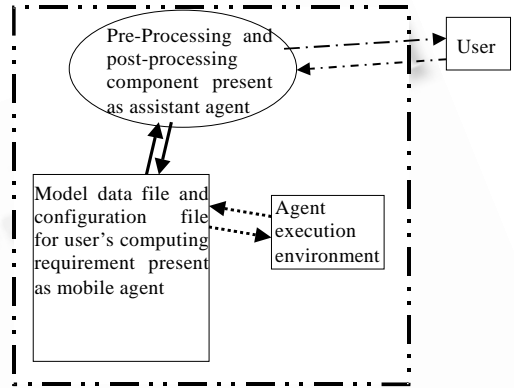 Pre-Processing and
post-processing
component present
as assistant agent
User
Model data file and
configuration file
for user's computing
requirement present
as mobile agent
Agent
execution
environment